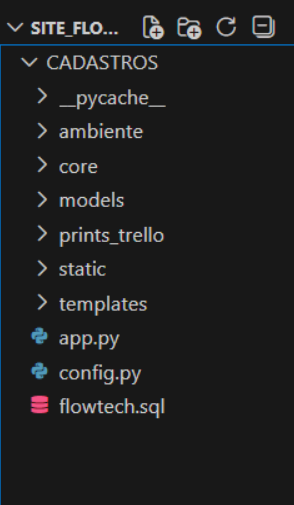 SITE_FLO...
CADASTROS
__pycache__
ambiente
core
models
prints_trello
static
templates
app.py
config.py
flowtech.sql